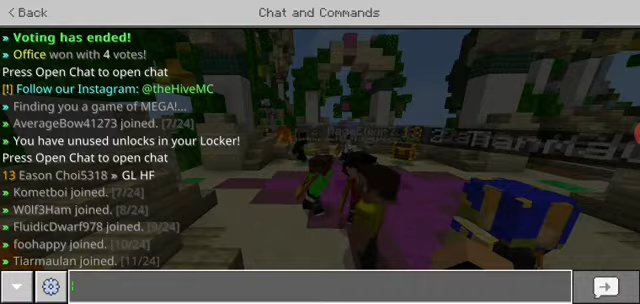 Back
Chat and Commands
» Voting has ended!
» Office won with 4 votes!
Press Open Chat to open chat
[!] Follow our Instagram: @theHiveMC
» Finding you a game of MEGA!...
» AverageBow41273 joined. [7/24]
» You have unused unlocks in your Locker!
Press Open Chat to open chat
13 Eason Choi5318 » GL HF
» Kometboi joined. [7/24]
» W0lf3Ham joined. [8/24]
» FluidicDwarf978 joined. [9/24]
» foohappy joined. [10/24]
» Tiarmaulan joined. [11/24]